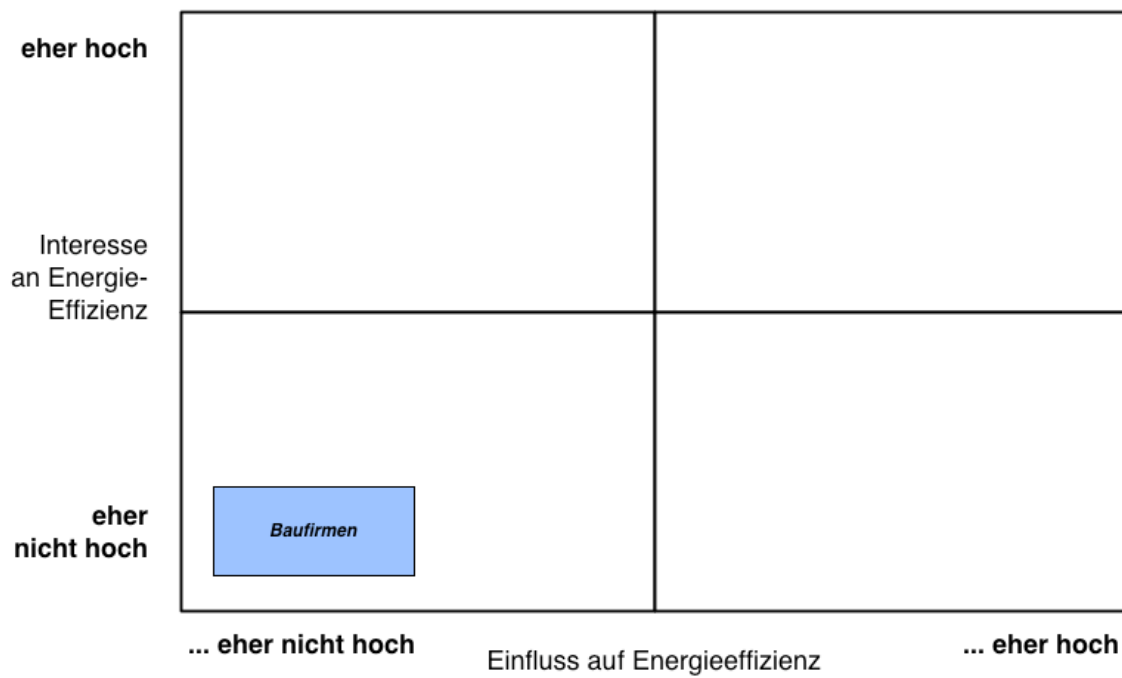 eher hoch
Interesse
an Energie-
Effizienz
Baufirmen
eher
nicht hoch
... eher nicht hoch
Einfluss auf Energieeffizienz
... eher hoch